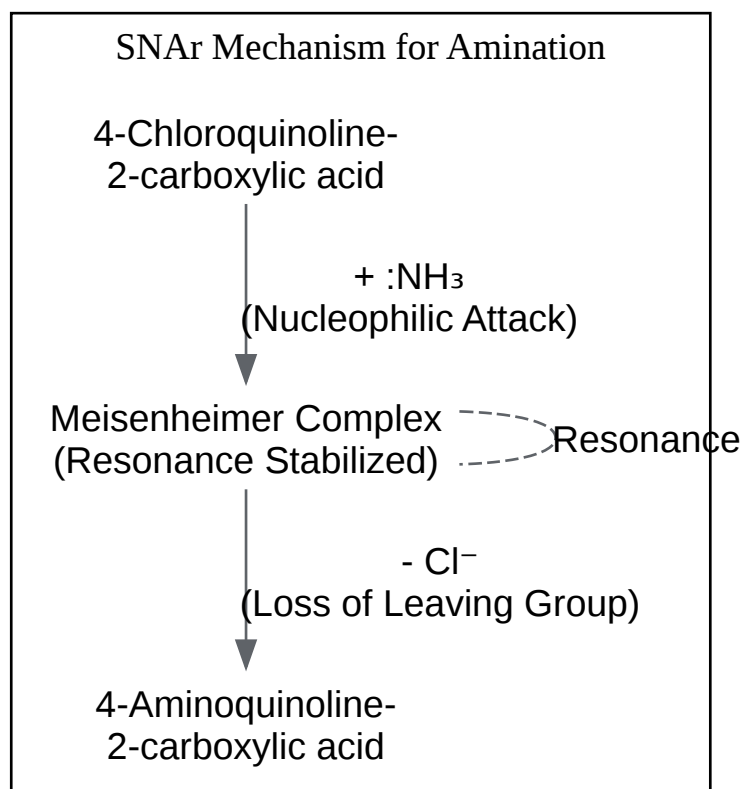 SNAr Mechanism for Amination
4-Chloroquinoline-
2-carboxylic acid
+ :NH₃
(Nucleophilic Attack)
Meisenheimer Complex
(Resonance Stabilized)
Resonance
- Cl⁻
(Loss of Leaving Group)
4-Aminoquinoline-
2-carboxylic acid